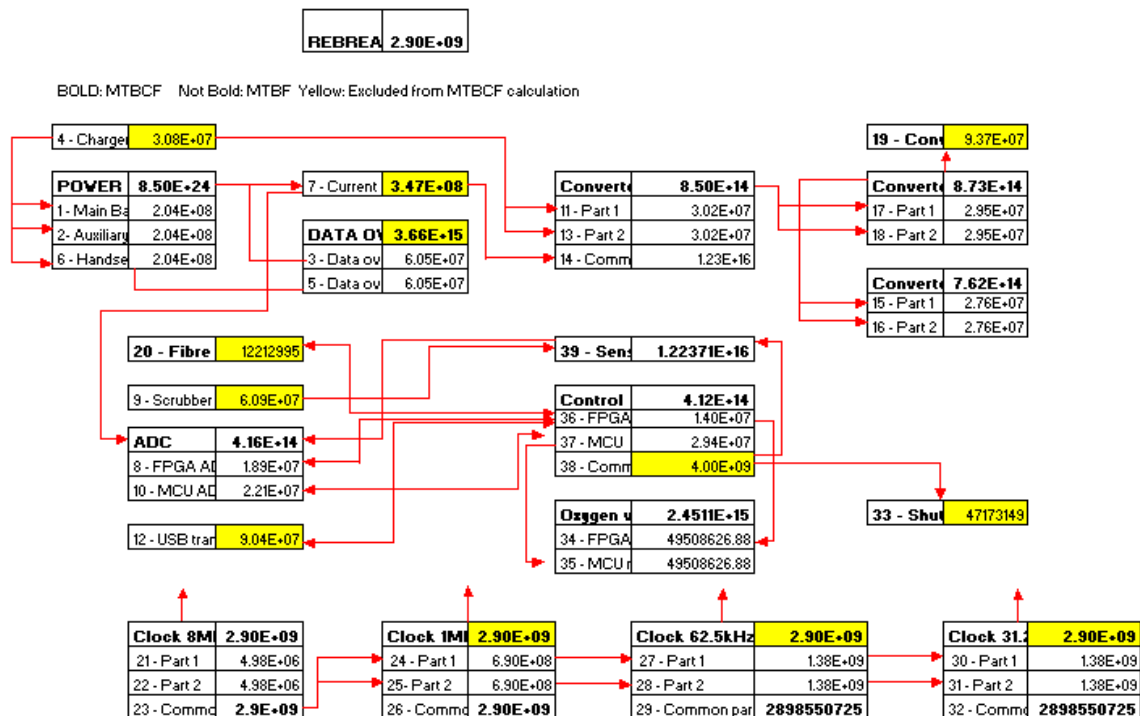 REBREA 2.90E+09
BOLD: MTBCF Not Bold: MTBF Yellow: Excluded from MTBCF calculation
4 - Charger 3.08E+07
19 - Conv 9.37E+07
POWER 8.50E+24
7 - Current 3.47E+08
Converte 8.50E+14
Converte 8.73E+14
1 - Main Ba 2.04E+08
11 - Part 1 3.02E+07
17 - Part 1 2.95E+07
2 - Auxiliary 2.04E+08
DATA OV 3.66E+15
13 - Part 2 3.02E+07
18 - Part 2 2.95E+07
6 - Handse 2.04E+08
3 - Data ov 6.05E+07
14 - Comm 1.23E+16
5 - Data ov 6.05E+07
Converte 7.62E+14
15 - Part 1 2.76E+07
16 - Part 2 2.76E+07
20 - Fibre 12212995
39 - Sens 1.22371E+16
9 - Scrubber 6.09E+07
Control 4.12E+14
36 - FPGA 1.40E+07
ADC 4.16E+14
37 - MCU 2.94E+07
8 - FPGA AD 1.89E+07
38 - Comm 4.00E+09
10 - MCU AD 2.21E+07
Oxygen v 2.4511E+15
33 - Shut 47173149
12 - USB tran 9.04E+07
34 - FPGA 49508626.88
35 - MCU r 49508626.88
Clock 8MH 2.90E+09
Clock 1MH 2.90E+09
Clock 62.5kHz 2.90E+09
Clock 31.2 2.90E+09
21 - Part 1 4.98E+06
24 - Part 1 6.90E+08
27 - Part 1 1.38E+09
30 - Part 1 1.38E+09
22 - Part 2 4.98E+06
25- Part 2 6.90E+08
28 - Part 2 1.38E+09
31 - Part 2 1.38E+09
23 - Commo 2.9E+09
26 - Commo 2.90E+09
29 - Common par 2898550725
32 - Commo 2898550725